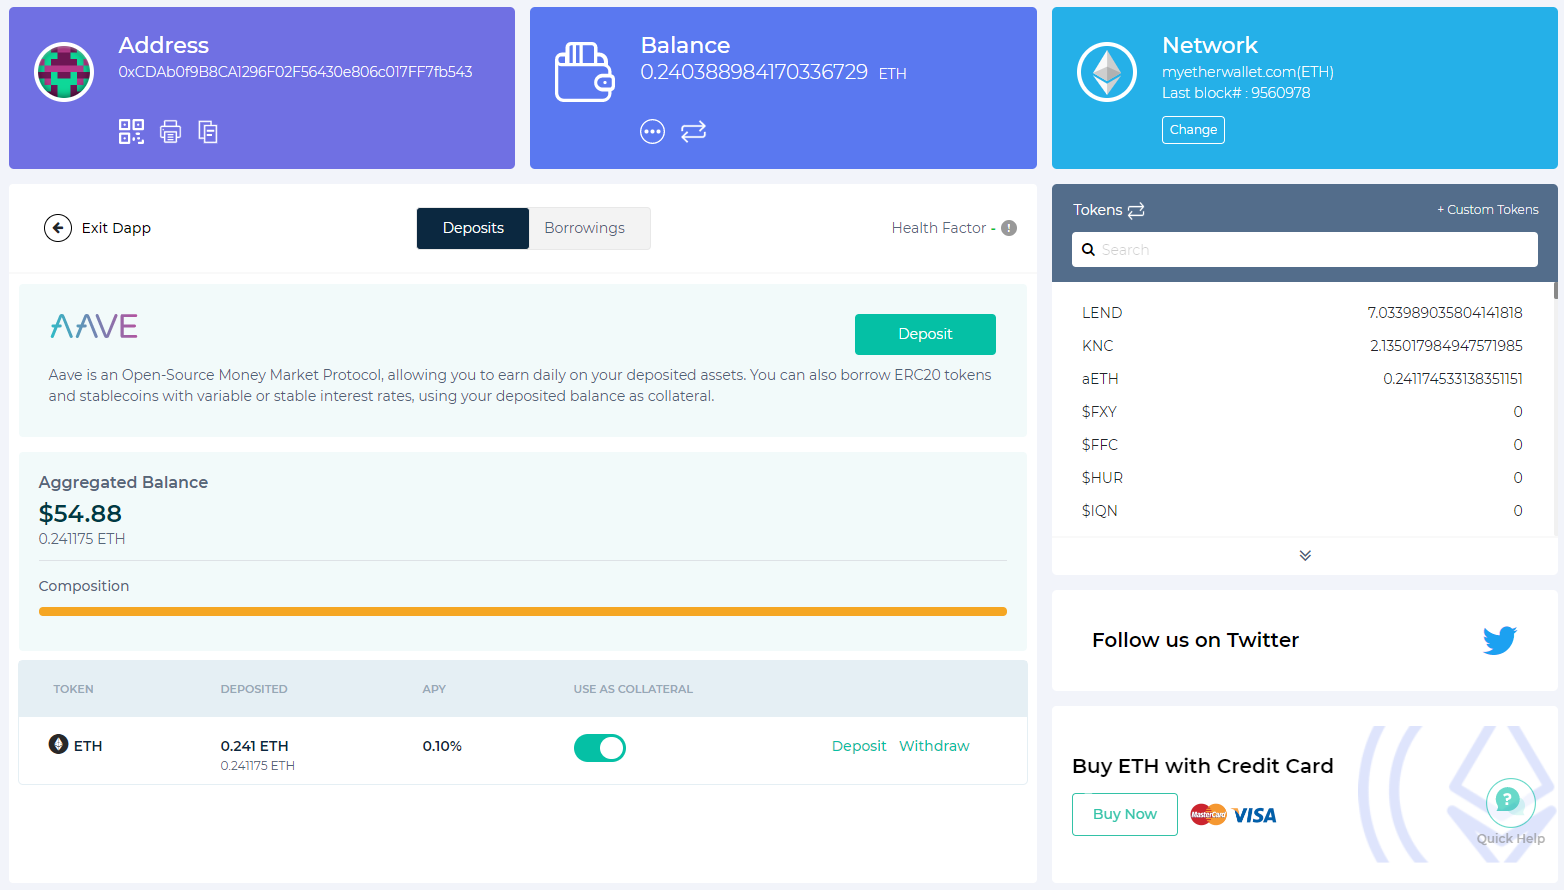 Address
0xCDAb0f9B8CA1296F02F56430e806c017FF7fb543
Balance
0.240388984170336729 ETH
Network
myetherwallet.com(ETH)
Last block# : 9560978
Change
Exit Dapp
Deposits
Borrowings
Health Factor - !
AAVE
Deposit
Aave is an Open-Source Money Market Protocol, allowing you to earn daily on your deposited assets. You can also borrow ERC20 tokens
and stablecoins with variable or stable interest rates, using your deposited balance as collateral.
Aggregated Balance
$54.88
0.241175 ETH
Composition
TOKEN DEPOSITED APY USE AS COLLATERAL
ETH 0.241 ETH 0.10% Deposit Withdraw
0.241175 ETH
Tokens
+ Custom Tokens
Search
LEND 7.033989035804141818
KNC 2.135017984947571985
aETH 0.241174533138351151
$FXY 0
$FFC 0
$HUR 0
$IQN 0
Follow us on Twitter
Buy ETH with Credit Card
Buy Now
MasterCard
VISA
?
Quick Help